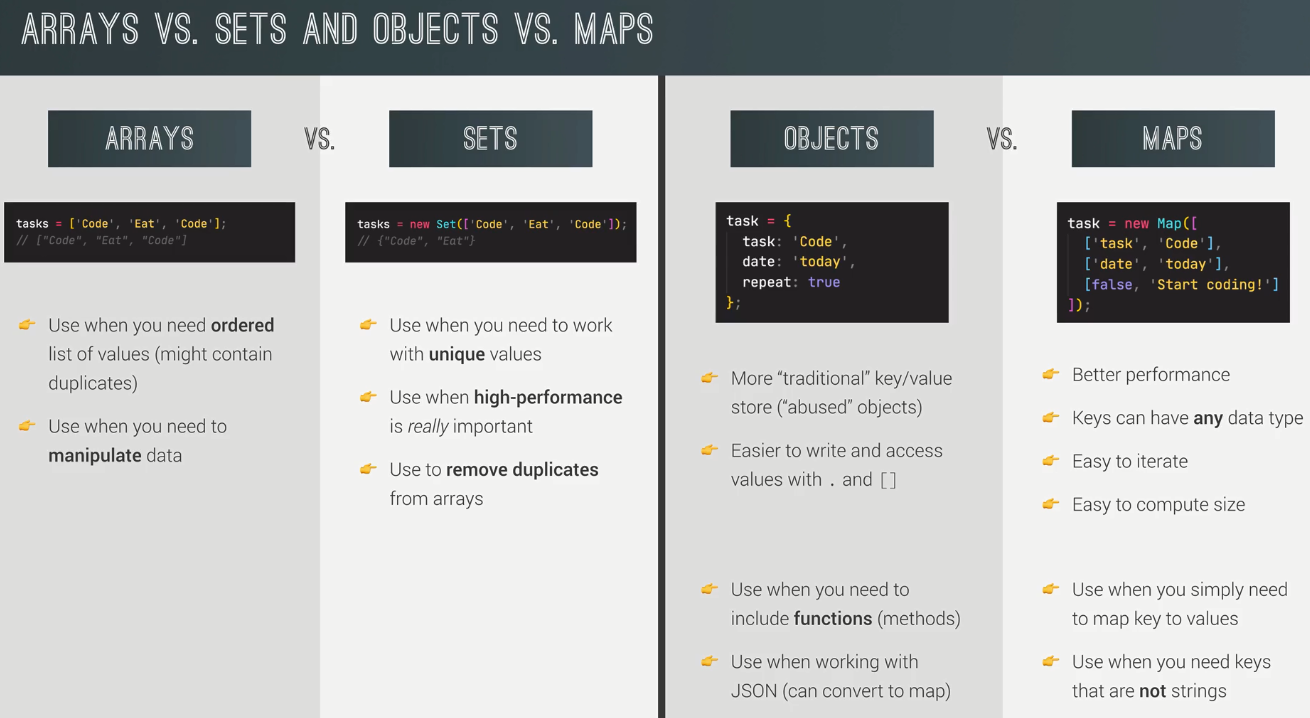 ARRAYS VS. SETS AND OBJECTS VS. MAPS
ARRAYS
VS.
SETS
tasks = ['Code', 'Eat', 'Code'];
// ["Code", "Eat", "Code"]
tasks = new Set(['Code', 'Eat', 'Code']);
// {"Code", "Eat"}
Use when you need ordered
list of values (might contain
duplicates)
Use when you need to
manipulate data
Use when you need to work
with unique values
Use when high-performance
is really important
Use to remove duplicates
from arrays
OBJECTS
VS.
MAPS
task = {
task: 'Code',
date: 'today',
repeat: true
};
task = new Map([
['task', 'Code'],
['date', 'today'],
[false, 'Start coding!']
]);
More “traditional” key/value
store (“abused” objects)
Easier to write and access
values with . and []
Use when you need to
include functions (methods)
Use when working with
JSON (can convert to map)
Better performance
Keys can have any data type
Easy to iterate
Easy to compute size
Use when you simply need
to map key to values
Use when you need keys
that are not strings